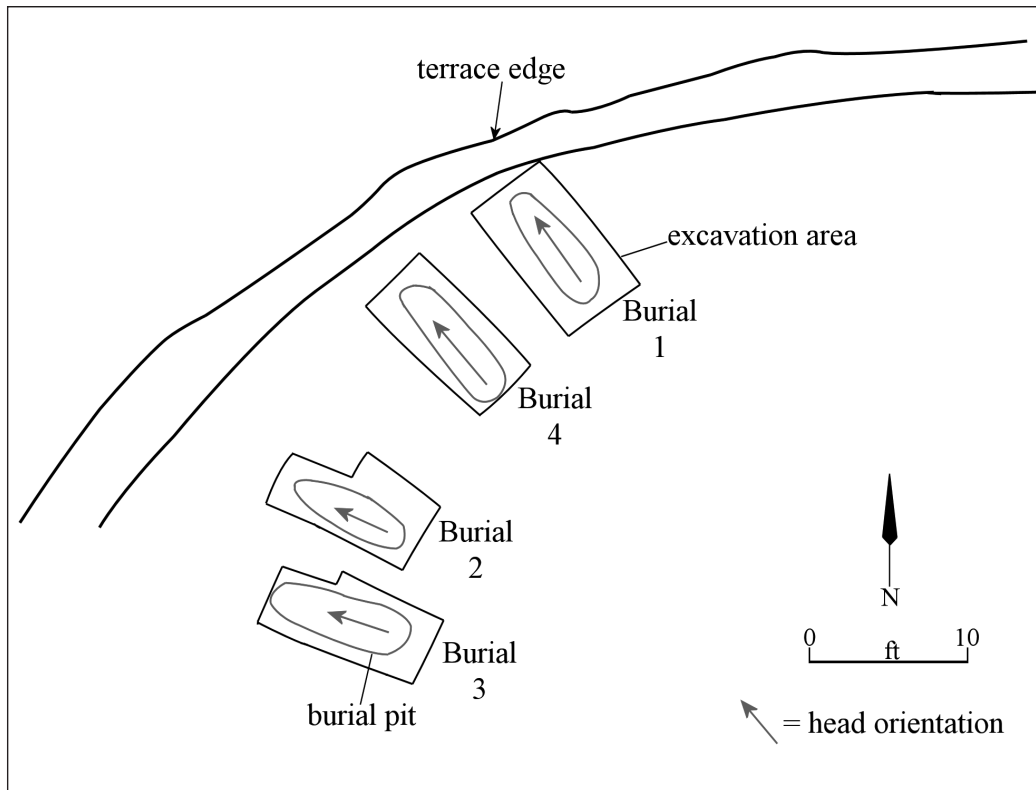 terrace edge
excavation area
Burial
1
Burial
4
Burial
2
Burial
3
burial pit
N
0 10
ft
= head orientation